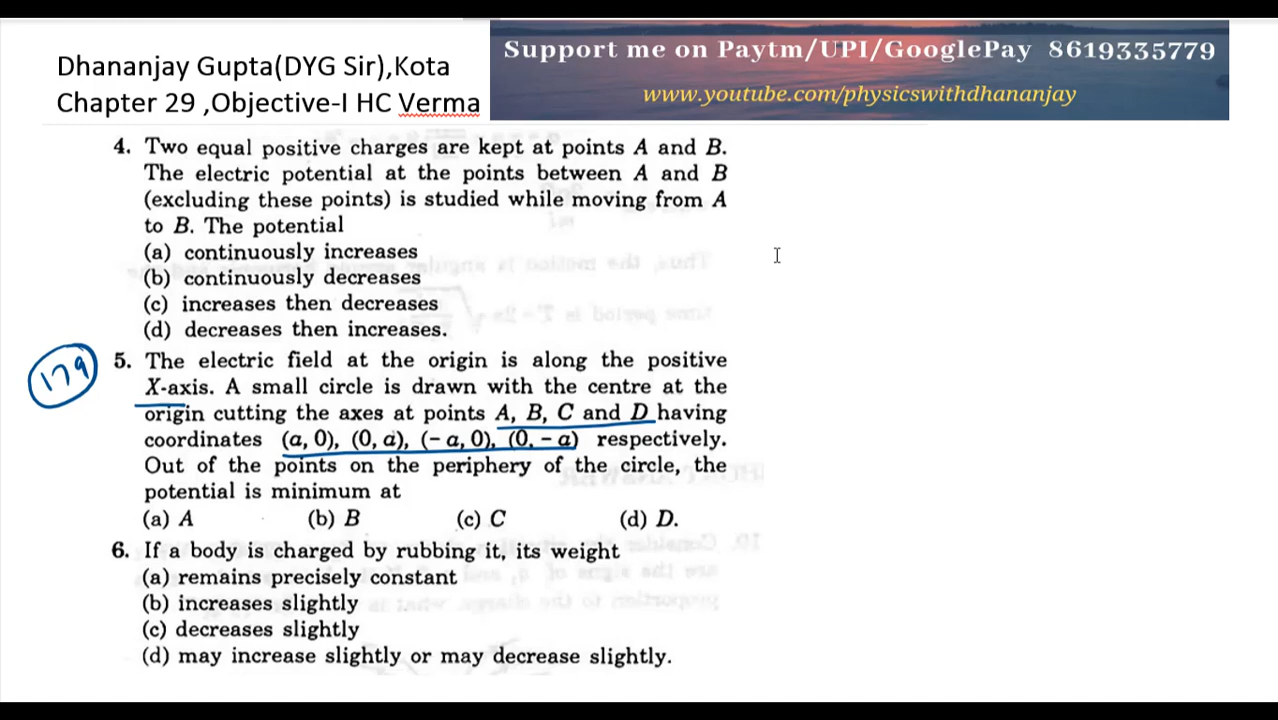 Dhananjay Gupta(DYG Sir),Kota
Chapter 29 ,Objective-I HC Verma
Support me on Paytm/UPI/GooglePay 8619335779
www.youtube.com/physicswithdhananjay
4. Two equal positive charges are kept at points A and B.
The electric potential at the points between A and B
(excluding these points) is studied while moving from A
to B. The potential
(a) continuously increases
(b) continuously decreases
(c) increases then decreases
(d) decreases then increases.
179
5. The electric field at the origin is along the positive
X-axis. A small circle is drawn with the centre at the
origin cutting the axes at points A, B, C and D having
coordinates (a, 0), (0, a), (− a, 0), (0, − a) respectively.
Out of the points on the periphery of the circle, the
potential is minimum at
(a) A (b) B (c) C (d) D.
6. If a body is charged by rubbing it, its weight
(a) remains precisely constant
(b) increases slightly
(c) decreases slightly
(d) may increase slightly or may decrease slightly.